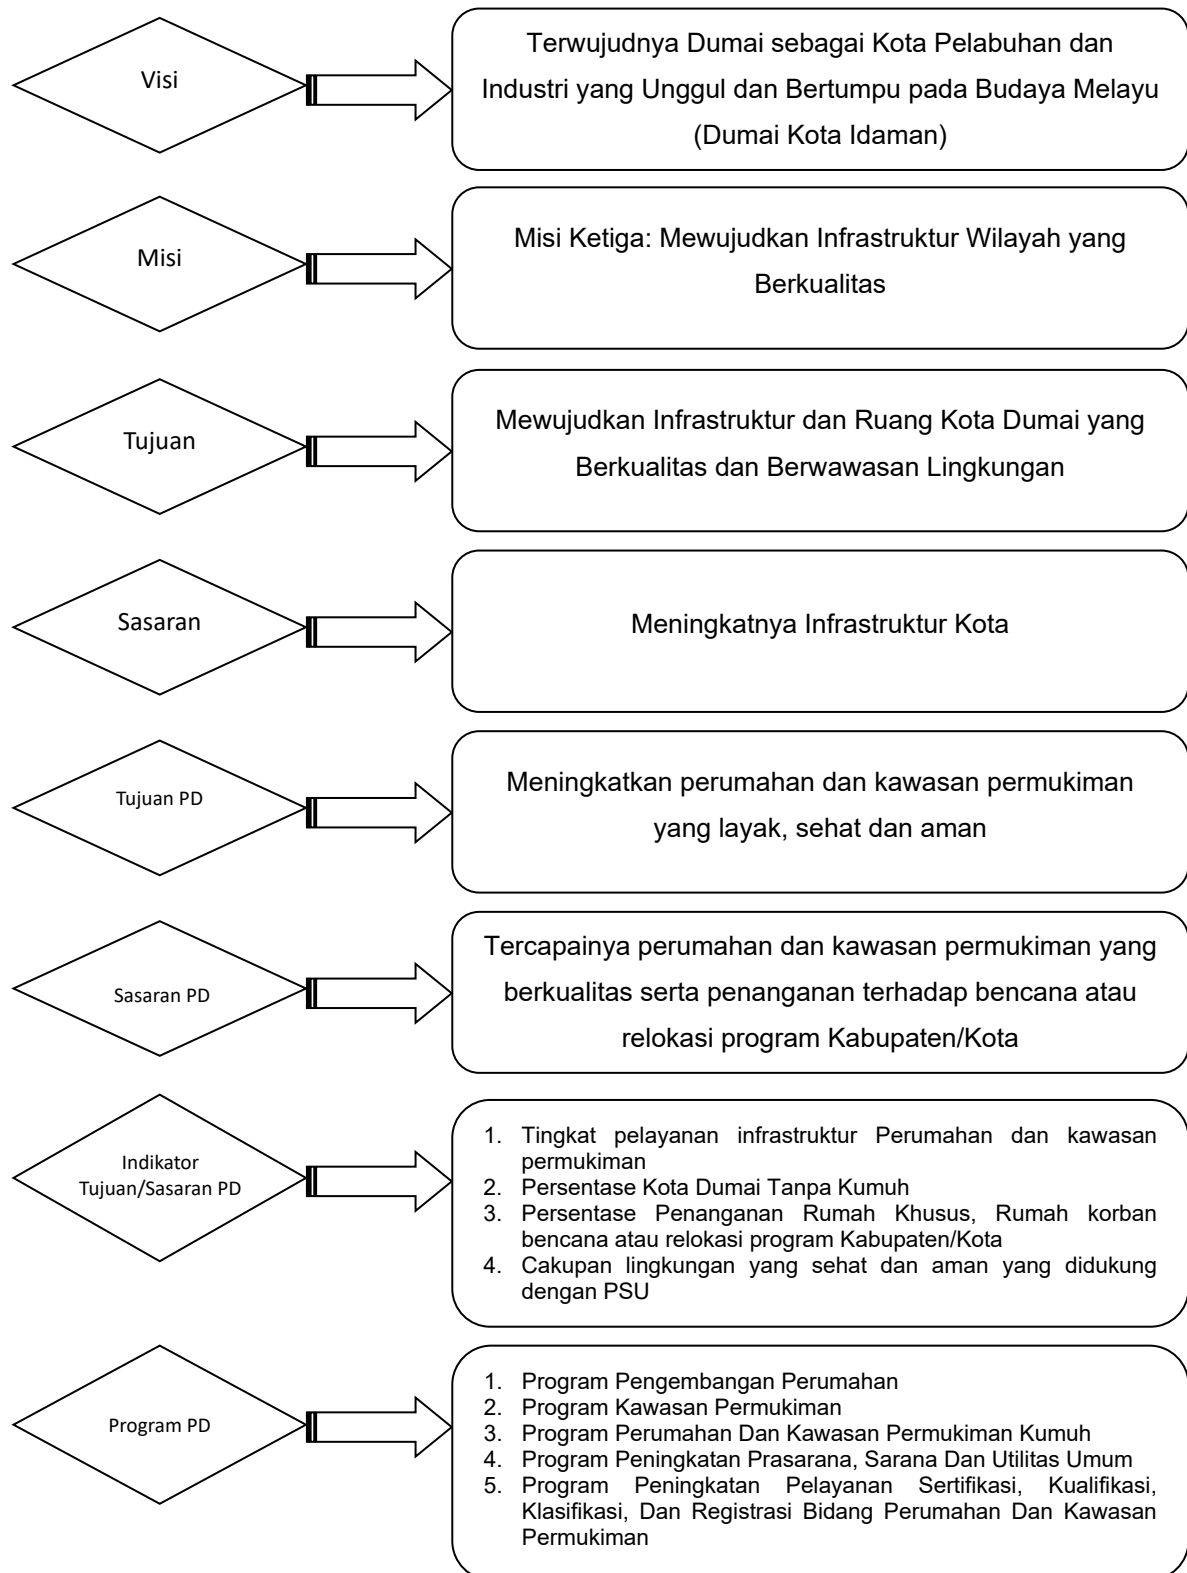 Visi
Terwujudnya Dumai sebagai Kota Pelabuhan dan
Industri yang Unggul dan Bertumpu pada Budaya Melayu
(Dumai Kota Idaman)
Misi
Misi Ketiga: Mewujudkan Infrastruktur Wilayah yang
Berkualitas
Tujuan
Mewujudkan Infrastruktur dan Ruang Kota Dumai yang
Berkualitas dan Berwawasan Lingkungan
Sasaran
Meningkatnya Infrastruktur Kota
Tujuan PD
Meningkatkan perumahan dan kawasan permukiman
yang layak, sehat dan aman
Sasaran PD
Tercapainya perumahan dan kawasan permukiman yang
berkualitas serta penanganan terhadap bencana atau
relokasi program Kabupaten/Kota
Indikator
Tujuan/Sasaran PD
1. Tingkat pelayanan infrastruktur Perumahan dan kawasan
permukiman
2. Persentase Kota Dumai Tanpa Kumuh
3. Persentase Penanganan Rumah Khusus, Rumah korban
bencana atau relokasi program Kabupaten/Kota
4. Cakupan lingkungan yang sehat dan aman yang didukung
dengan PSU
Program PD
1. Program Pengembangan Perumahan
2. Program Kawasan Permukiman
3. Program Perumahan Dan Kawasan Permukiman Kumuh
4. Program Peningkatan Prasarana, Sarana Dan Utilitas Umum
5. Program Peningkatan Pelayanan Sertifikasi, Kualifikasi,
Klasifikasi, Dan Registrasi Bidang Perumahan Dan Kawasan
Permukiman